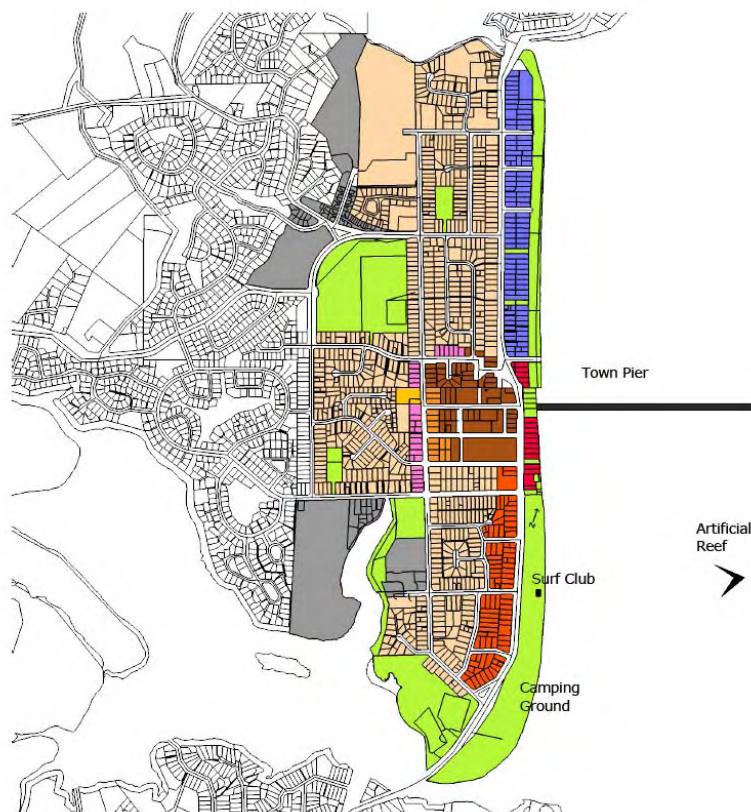 Town Pier
Artificial
Reef
Surf Club
Camping
Ground